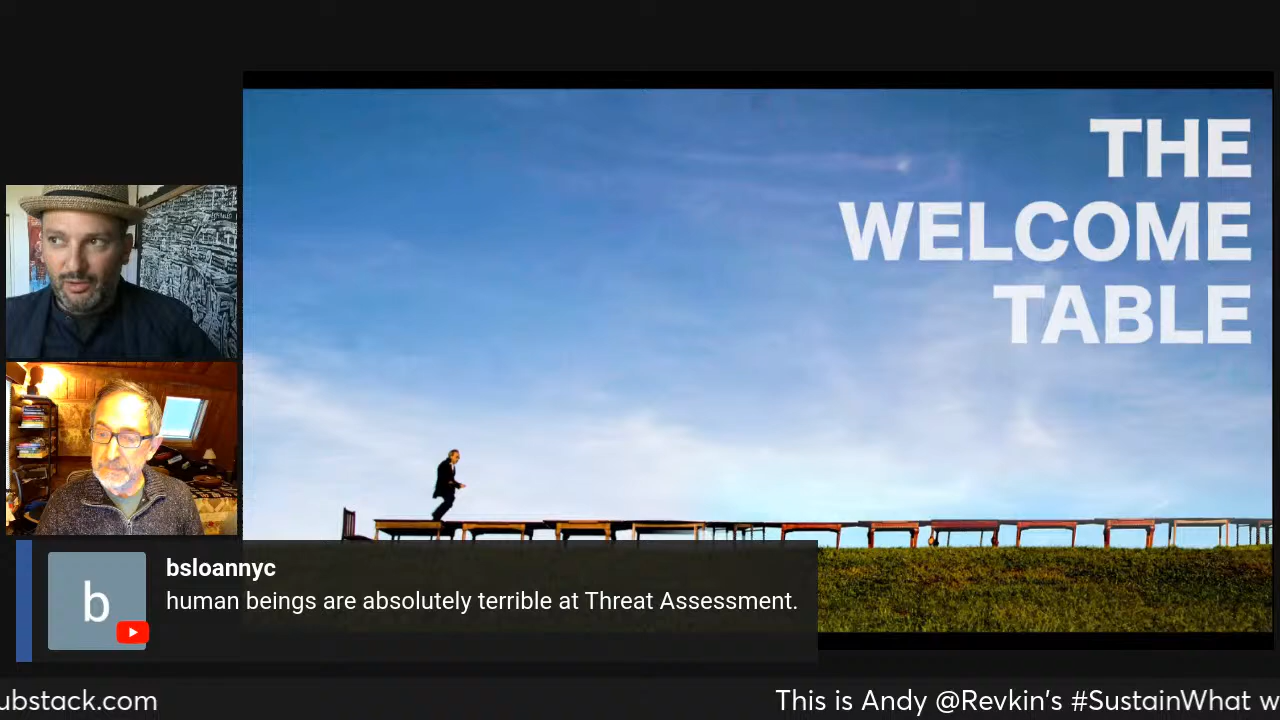 THE
WELCOME
TABLE
b
bsloannyc
human beings are absolutely terrible at Threat Assessment.
ubstack.com
This is Andy @Revkin's #SustainWhat w